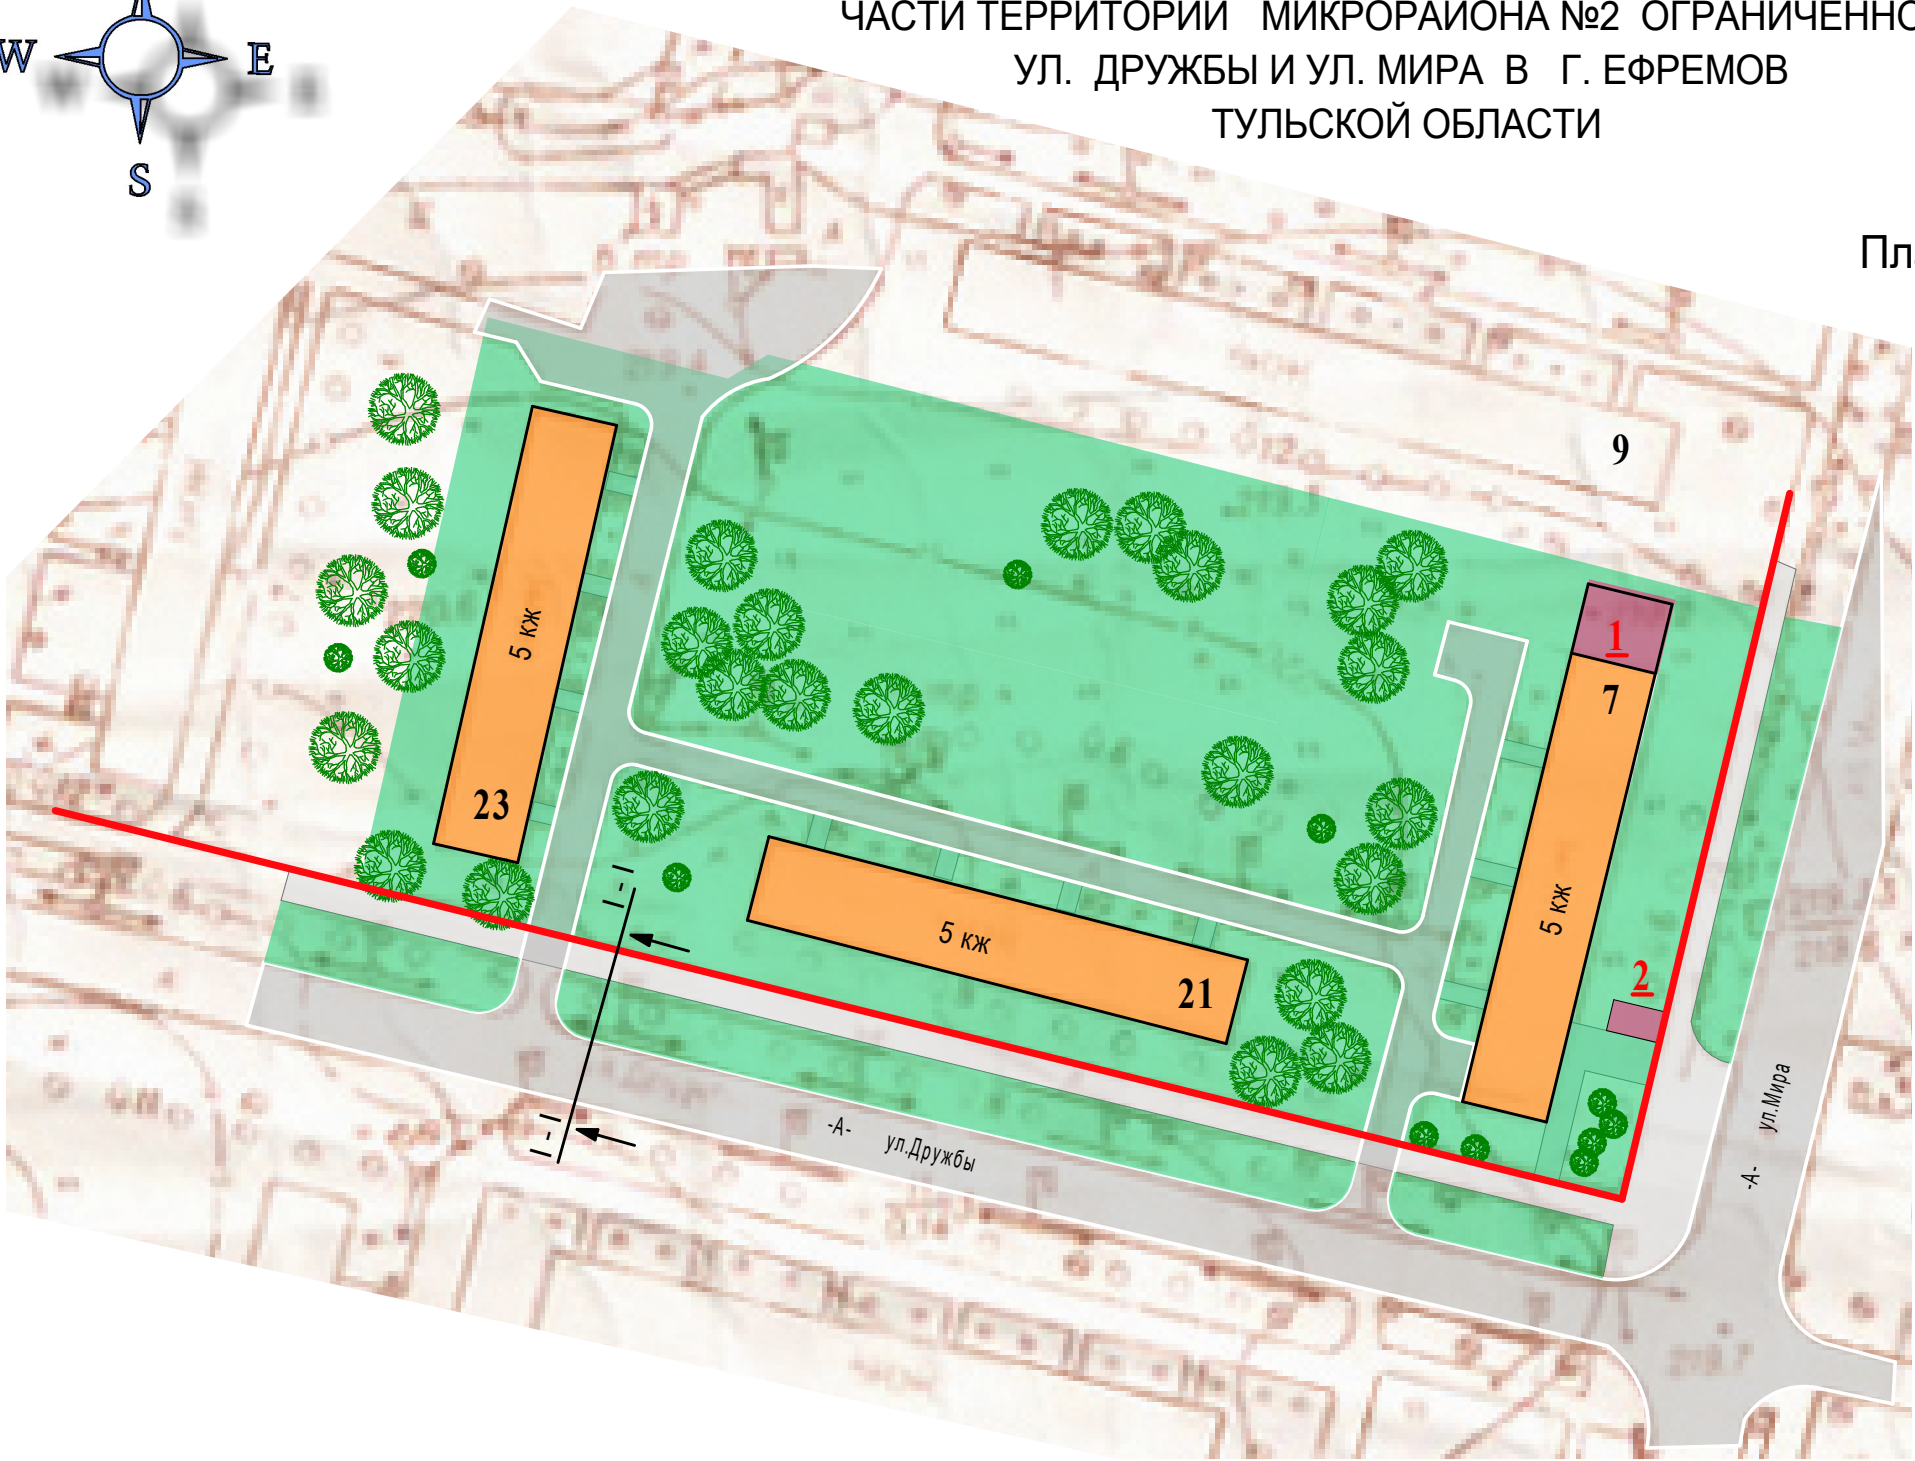 ЧАСТИ ТЕРРИТОРИИ МИКРОРАЙОНА №2 ОГРАНИЧЕННО
УЛ. ДРУЖБЫ И УЛ. МИРА В Г. ЕФРЕМОВ
ТУЛЬСКОЙ ОБЛАСТИ
W
E
S
Пл
9
1
7
5 кж
23
5 кж
21
5 кж
2
I-I
I-I
-А- ул.Дружбы
-А- ул.Мира